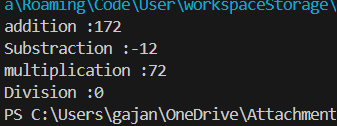 a\Roaming\Code\User\workspaceStorage\
addition :172
Substraction :-12
multiplication :72
Division :0
PS C:\Users\gajan\OneDrive\Attachment